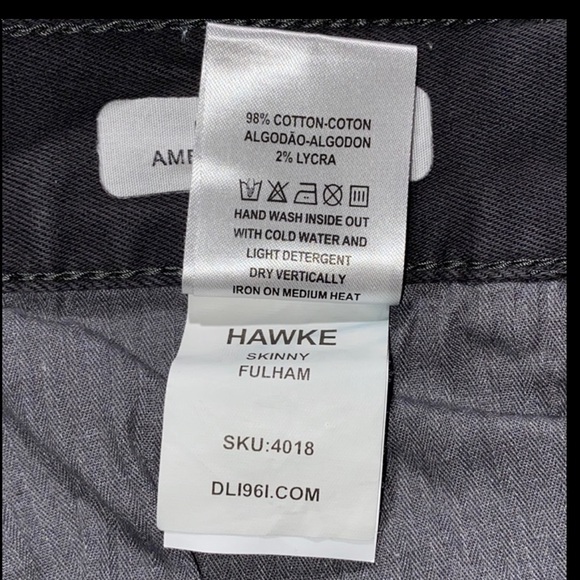 AME
98% COTTON-COTON
ALGODÃO-ALGODON
2% LYCRA
HAND WASH INSIDE OUT
WITH COLD WATER AND
LIGHT DETERGENT
DRY VERTICALLY
IRON ON MEDIUM HEAT
HAWKE
SKINNY
FULHAM
SKU:4018
DLI96I.COM